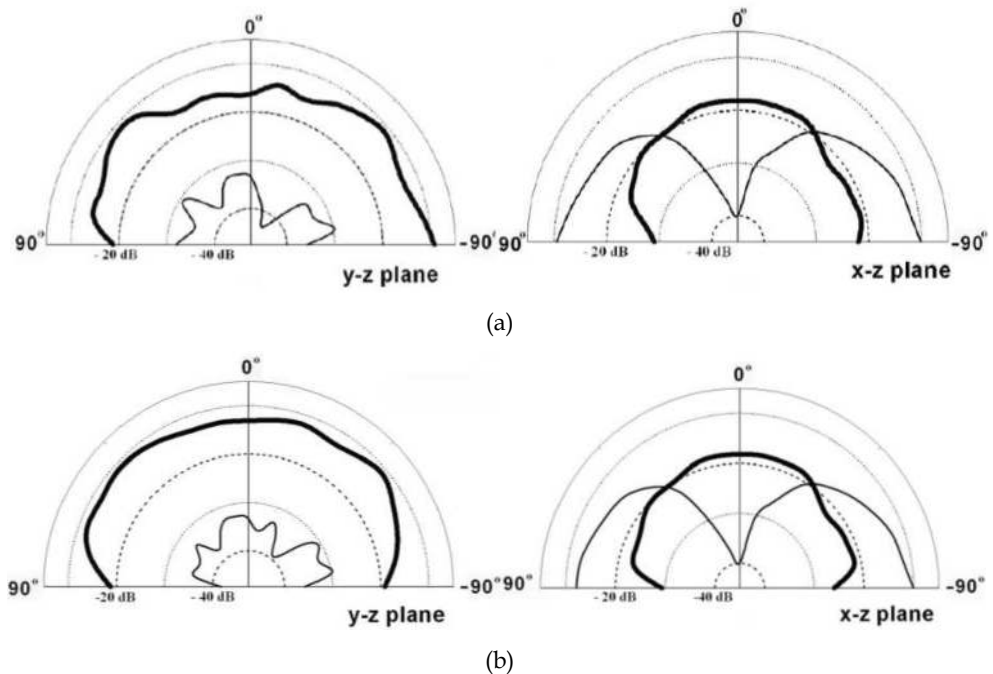 0° 0°
90° - 20 dB - 40 dB -90° 90° - 20 dB - 40 dB -90°
y-z plane x-z plane
(a)
0° 0°
90° -20 dB - 40 dB -90° 90° - 20 dB -40 dB -90°
y-z plane x-z plane
(b)